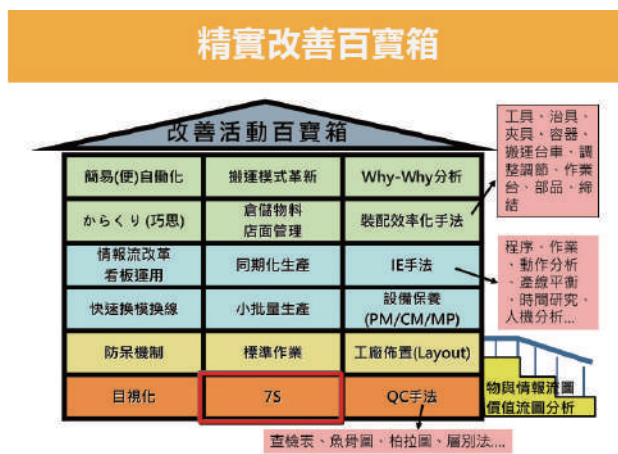 精實改善百寶箱
改善活動百寶箱
簡易(便)自働化
搬運模式革新
Why-Why分析
からくり(巧思)
倉儲物料
店面管理
裝配效率化手法
情報流改革
看板運用
同期化生產
IE手法
快速換模換線
小批量生產
設備保養
(PM/CM/MP)
防呆機制
標準作業
工廠佈置(Layout)
目視化
7S
QC手法
工具、治具、
夾具、容器、
搬運台車、調
整調節、作業
台、部品、締
結
程序、作業
、動作分析
、產線平衡
、時間研究、
人機分析...
物與情報流圖
價值流圖分析
查檢表、魚骨圖、柏拉圖、層別法....